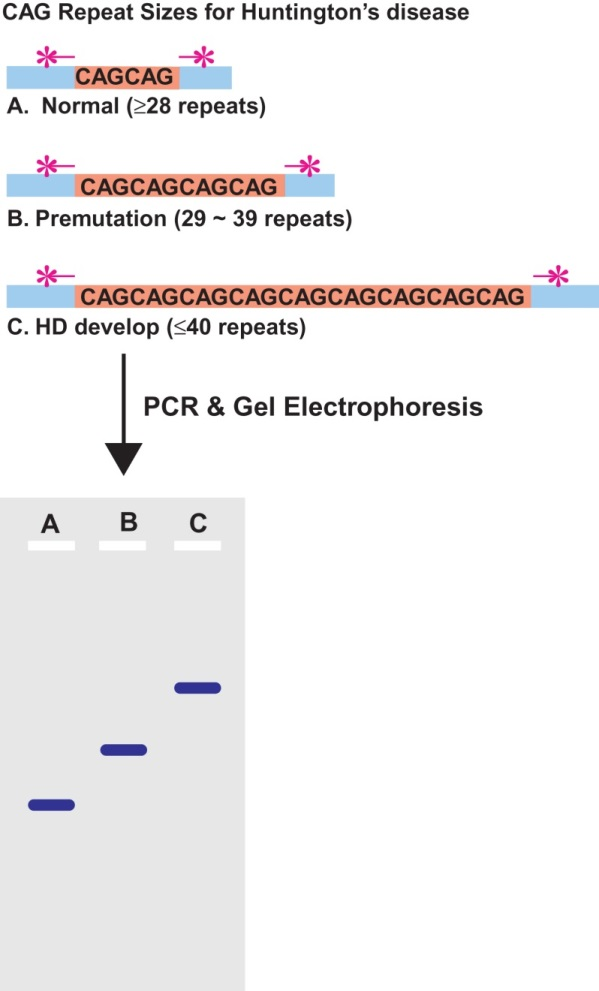 CAG Repeat Sizes for Huntington’s disease
CAGCAG
A. Normal (≥28 repeats)
CAGCAGCAGCAG
B. Premutation (29 ~ 39 repeats)
CAGCAGCAGCAGCAGCAGCAGCAGCAG
C. HD develop (≤40 repeats)
PCR & Gel Electrophoresis
A B C